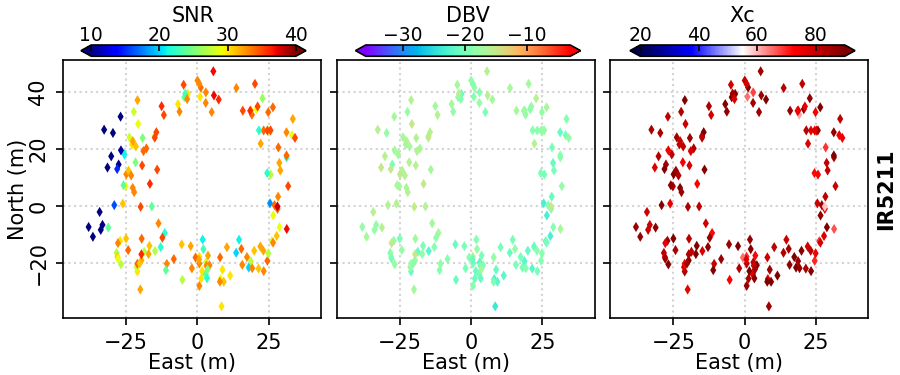 SNR DBV Xc
10 20 30 40 −30 −20 −10 20 40 60 80
40
20
0
−20
North (m)
IR5211
−25 0 25 −25 0 25 −25 0 25
East (m) East (m) East (m)